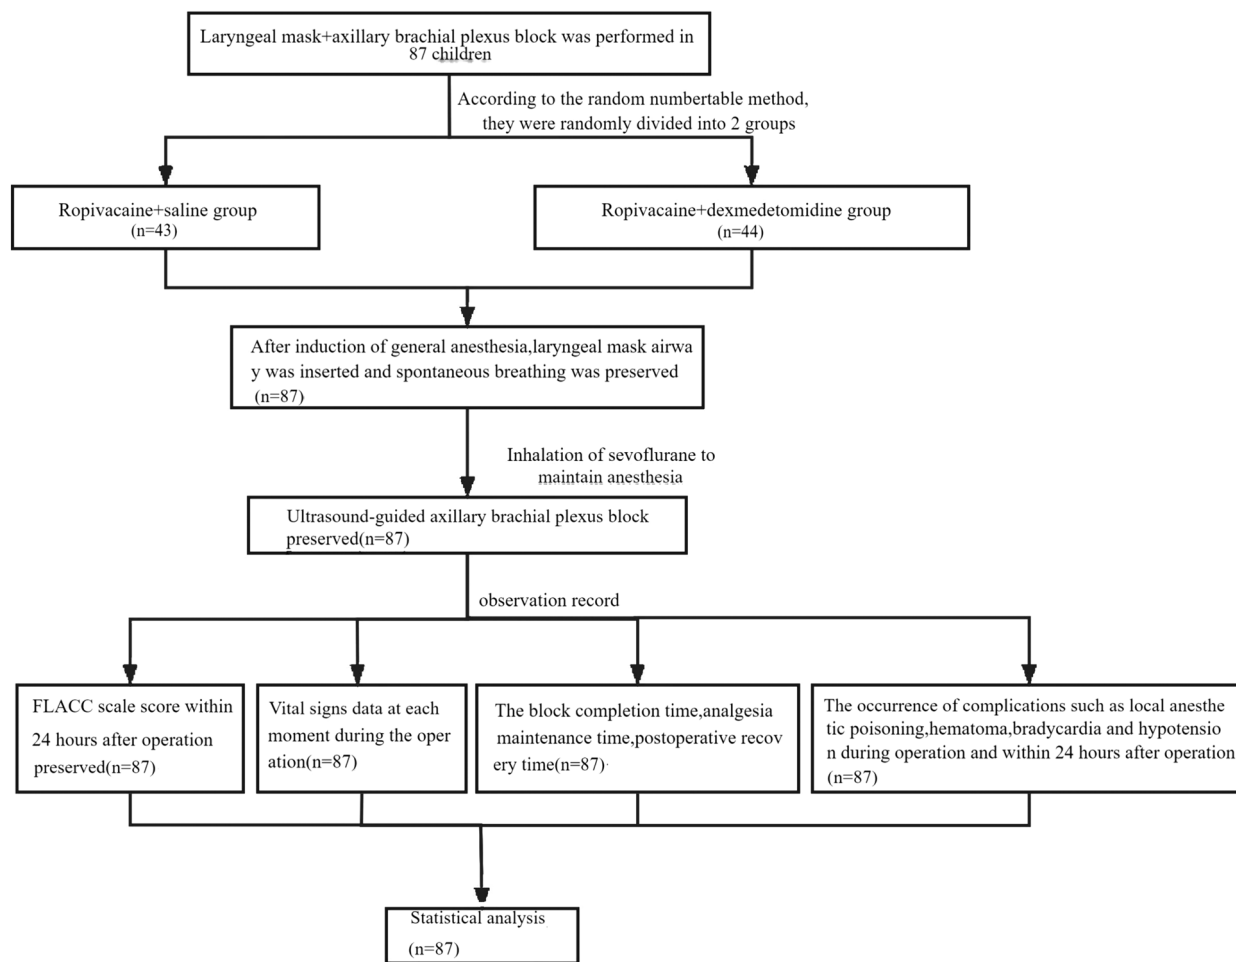 Laryngeal mask+axillary brachial plexus block was performed in
87 children
According to the random numbertable method,
they were randomly divided into 2 groups
Ropivacaine+saline group
(n=43)
Ropivacaine+dexmedetomidine group
(n=44)
After induction of general anesthesia,laryngeal mask airwa
y was inserted and spontaneous breathing was preserved
(n=87)
Inhalation of sevoflurane to
maintain anesthesia
Ultrasound-guided axillary brachial plexus block
preserved(n=87)
observation record
FLACC scale score within
24 hours after operation
preserved(n=87)
Vital signs data at each
moment during the oper
ation(n=87)
The block completion time,analgesia
maintenance time,postoperative recov
ery time(n=87)
The occurrence of complications such as local anesthe
tic poisoning,hematoma,bradycardia and hypotensio
n during operation and within 24 hours after operation
(n=87)
Statistical analysis
(n=87)